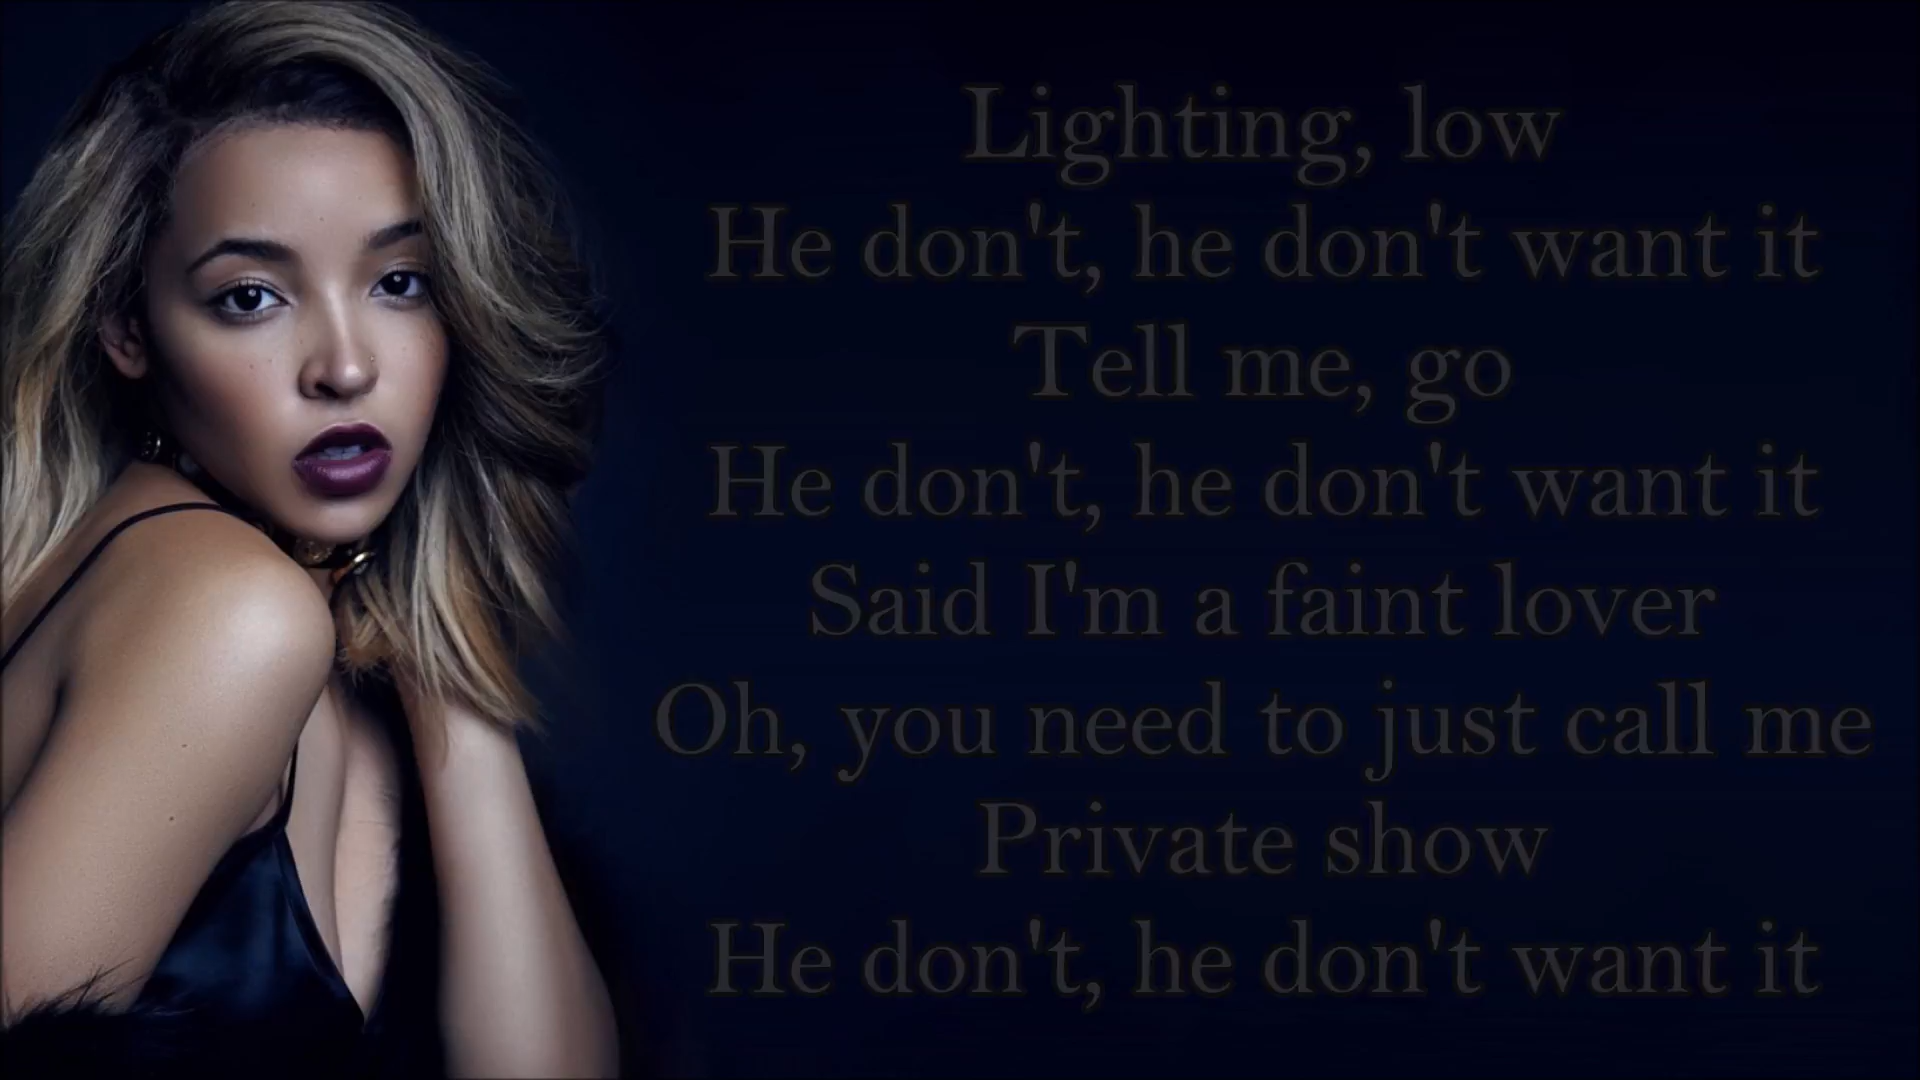 Lighting, low
He don't, he don't want it
Tell me, go
He don't, he don't want it
Said I'm a faint lover
Oh, you need to just call me
Private show
He don't, he don't want it